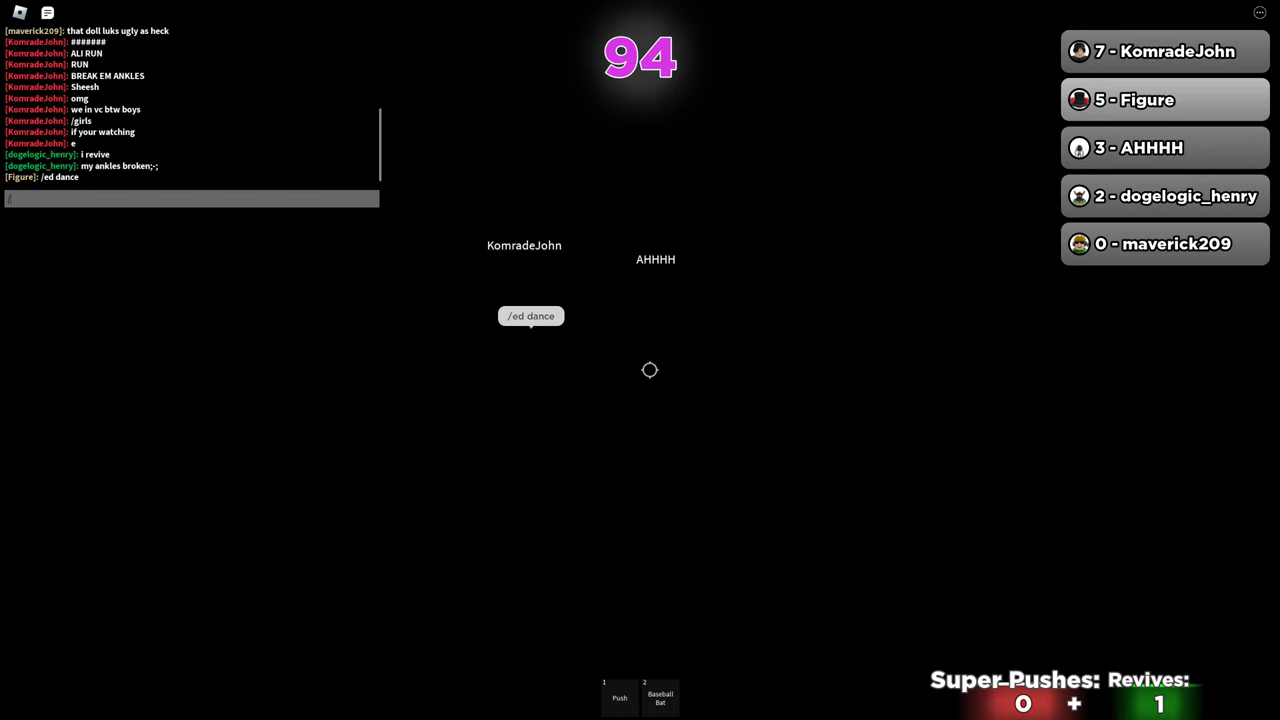 [maverick209]: that doll luks ugly as heck
[KomradeJohn]: #######
[KomradeJohn]: ALI RUN
[KomradeJohn]: RUN
[KomradeJohn]: BREAK EM ANKLES
[KomradeJohn]: Sheesh
[KomradeJohn]: omg
[KomradeJohn]: we in vc btw boys
[KomradeJohn]: /girls
[KomradeJohn]: if your watching
[KomradeJohn]: e
[dogelogic_henry]: i revive
[dogelogic_henry]: my ankles broken;-;
[Figure]: /ed dance
/
94
7 - KomradeJohn
5 - Figure
3 - AHHHH
2 - dogelogic_henry
0 - maverick209
KomradeJohn
AHHHH
/ed dance
1
Push
2
Baseball
Bat
Super-Pushes:
0
+
Revives:
1